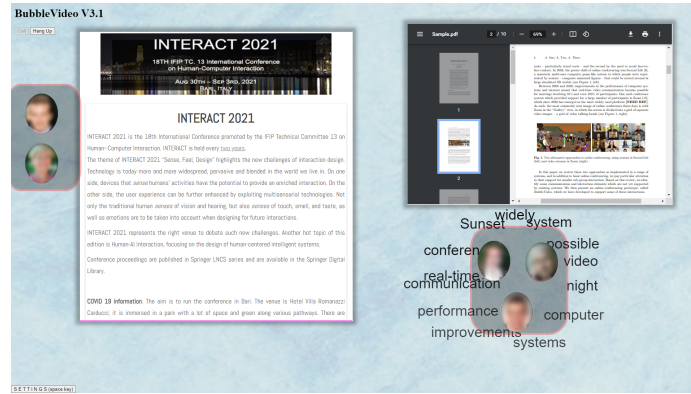 BubbleVideo V3.1
Call Hang Up
INTERACT 2021
18TH IFIP TC. 13 International Conference
on Human-Computer Interaction
Aug 30th - Sep 3rd, 2021
Bari, Italy
INTERACT 2021
INTERACT 2021 is the 18th International Conference promoted by the IFIP Technical Committee 13 on
Human–Computer Interaction. INTERACT is held every two years.
The theme of INTERACT 2021 "Sense, Feel, Design" highlights the new challenges of interaction design.
Technology is today more and more widespread, pervasive and blended in the world we live in. On one
side, devices that sense humans' activities have the potential to provide an enriched interaction. On the
other side, the user experience can be further enhanced by exploiting multisensorial technologies. Not
only the traditional human senses of vision and hearing, but also senses of touch, smell, and taste, as
well as emotions are to be taken into account when designing for future interactions.
INTERACT 2021 represents the right venue to debate such new challenges. Another hot topic of this
edition is Human-AI Interaction, focusing on the design of human-centered intelligent systems.
Conference proceedings are published in Springer LNCS series and are available in the Springer Digital
Library.
COVID 19 information. The aim is to run the conference in Bari. The venue is Hotel Villa Romanazzi
Carducci; it is immersed in a park with a lot of space and green along various pathways. There are
Sample.pdf
2 / 10
69%
1
2
widely
Sunset system
conferen possible
video
real-time
communication night
performance computer
improvements
systems
SETTINGS (space key)